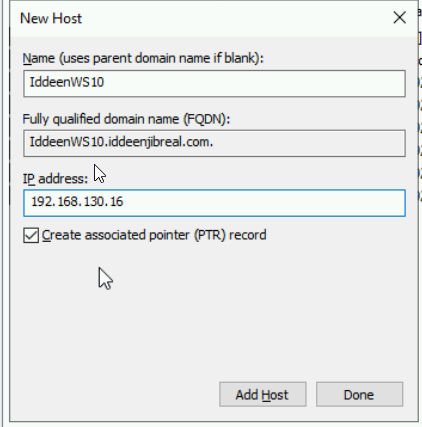 New Host
Name (uses parent domain name if blank):
IddeenWS10
Fully qualified domain name (FQDN):
IddeenWS10.iddeenjibreal.com.
IP address:
192.168.130.16
Create associated pointer (PTR) record
Add Host
Done